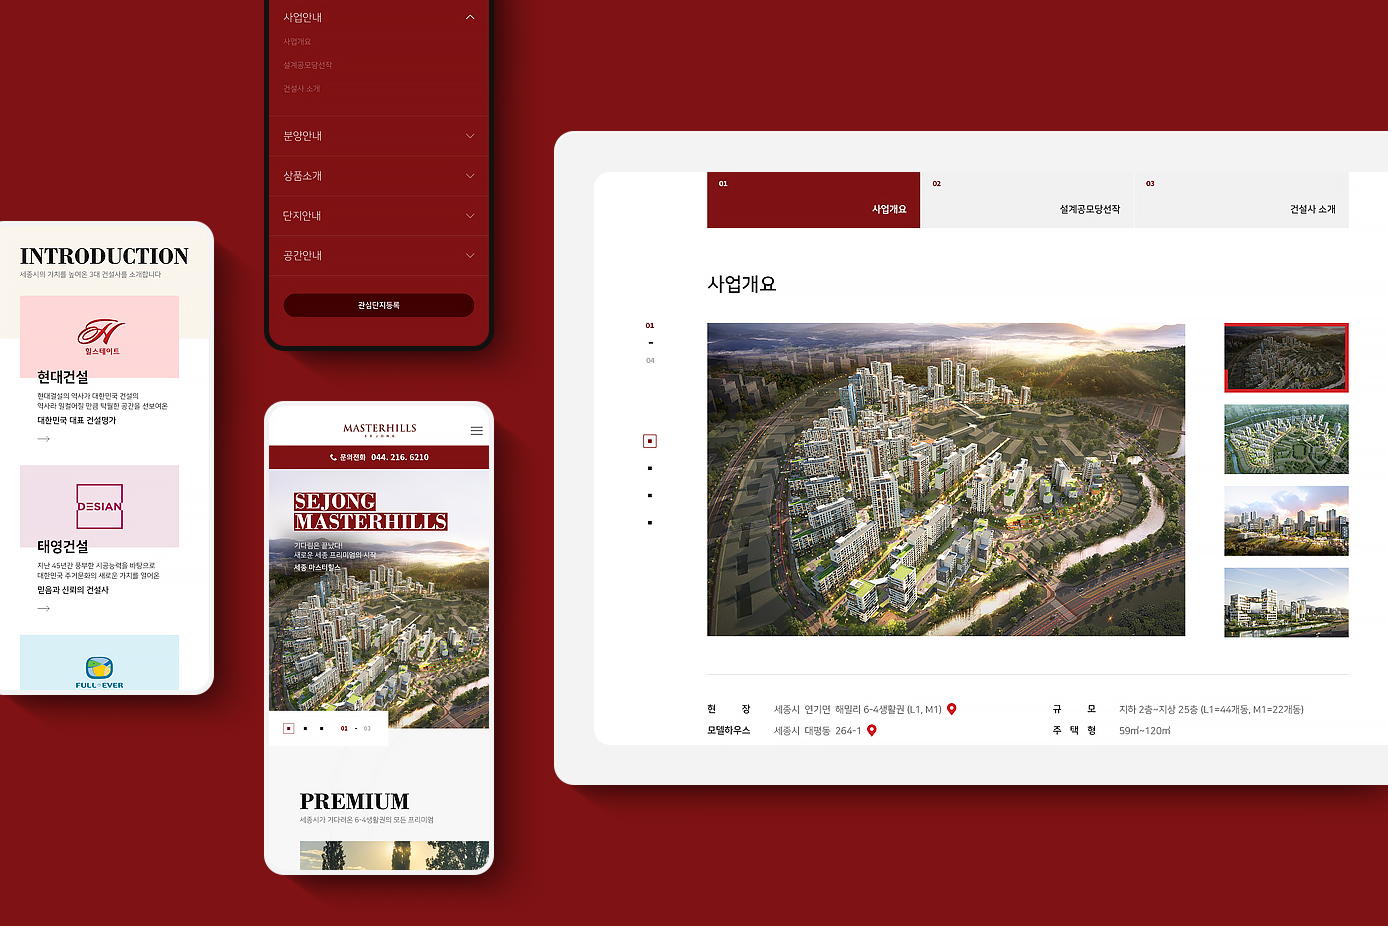 사업안내
사업개요
설계공모당선작
건설사 소개
분양안내
상품소개
단지안내
공간안내
관심단지등록
INTRODUCTION
세종시의 가치를 높여온 3대 건설사를 소개합니다
힐스테이트
현대건설
현대걸설의 역사가 대한민국 건설의
역사라 일컬어질 만큼 탁월한 공간을 선보여온
대한민국 대표 건설명가
DESIAN
태영건설
지난 45년간 풍부한 시공능력을 바탕으로
대한민국 주거문화의 새로운 가치를 열어온
믿음과 신뢰의 건설사
FULL-EVER
MASTERHILLS
SEJONG
문의전화 044. 216. 6210
SEJONG
MASTERHILLS
기다림은 끝났다!
새로운 세종 프리미엄의 시작
세종 마스터힐스
01 - 03
PREMIUM
세종시가 기다려온 6-4생활권의 모든 프리미엄
01
사업개요
02
설계공모당선작
03
건설사 소개
사업개요
01
-
04
현 장 세종시 연기면 해밀리 6-4생활권 (L1, M1)
모델하우스 세종시 대평동 264-1
규 모 지하 2층~지상 25층 (L1=44개동, M1=22개동)
주 택 형 59㎡~120㎡